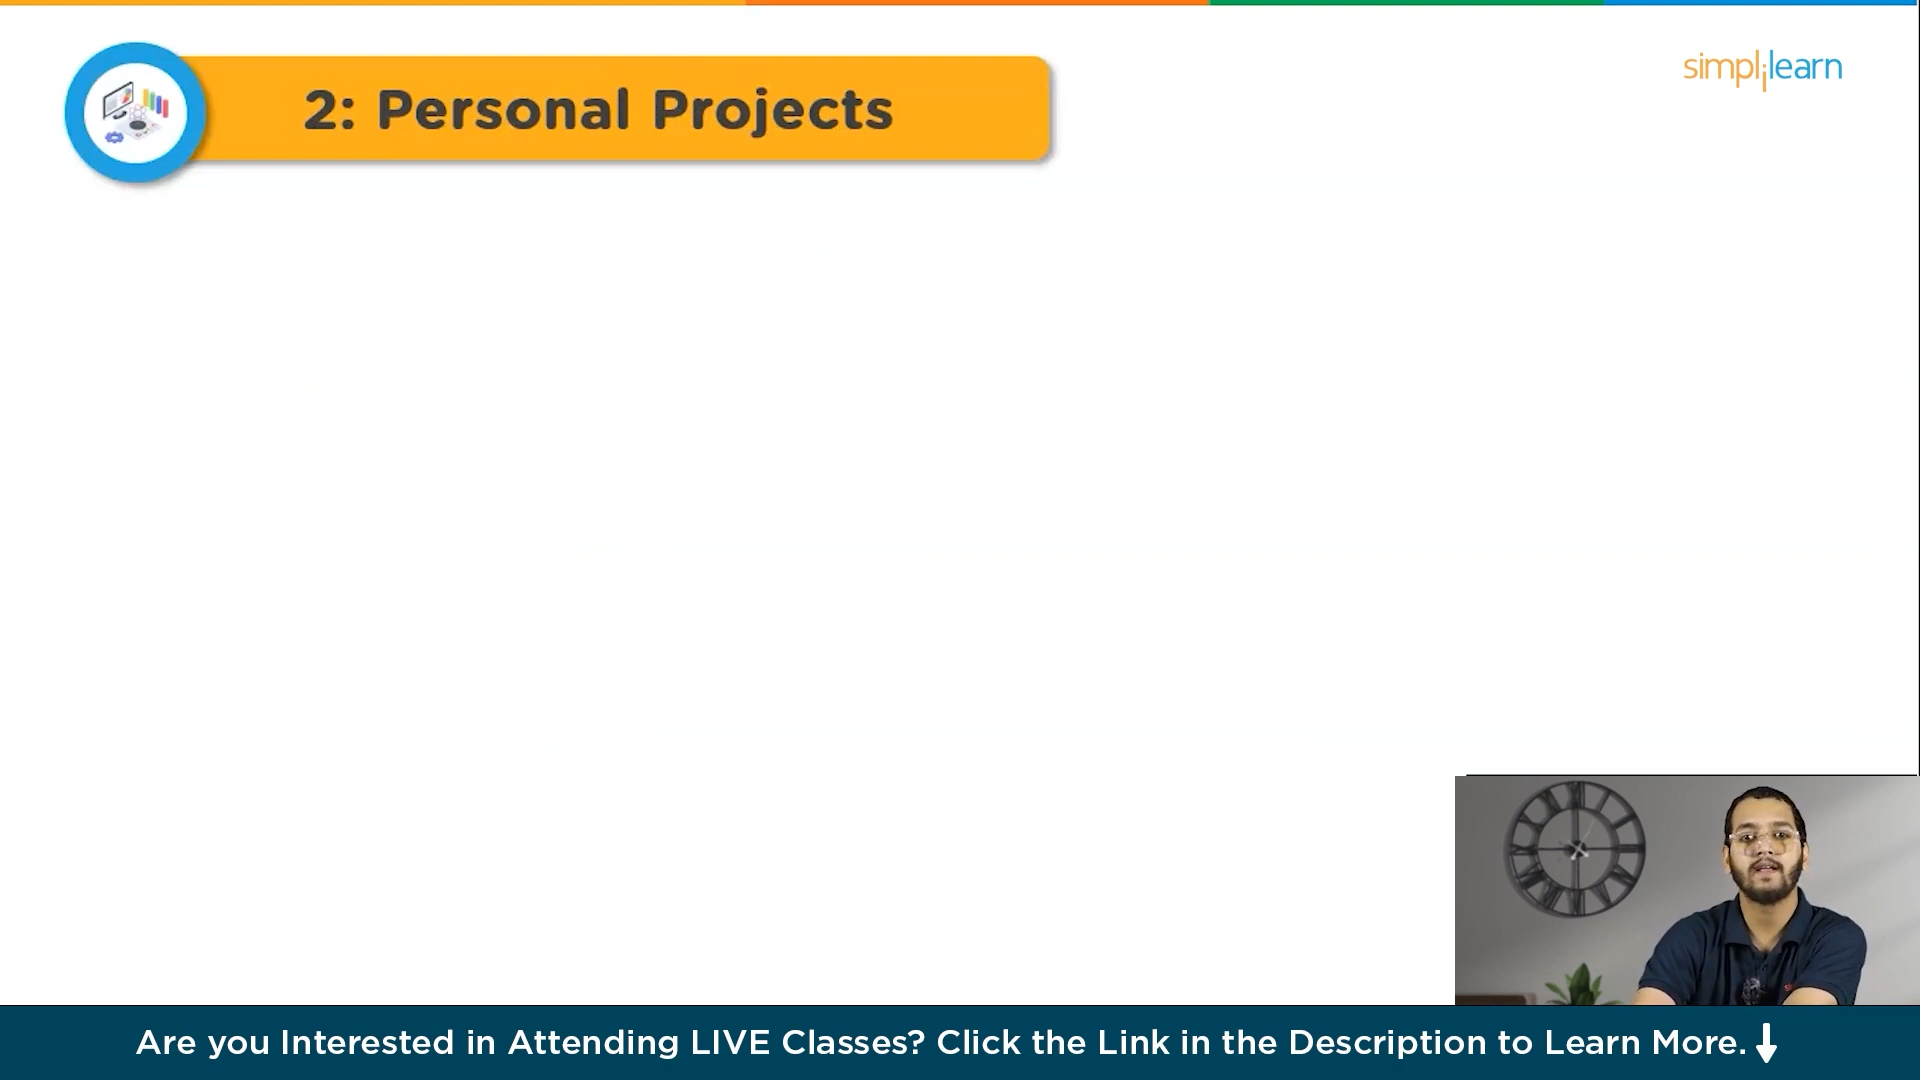 2: Personal Projects
simplilearn
Are you Interested in Attending LIVE Classes? Click the Link in the Description to Learn More.